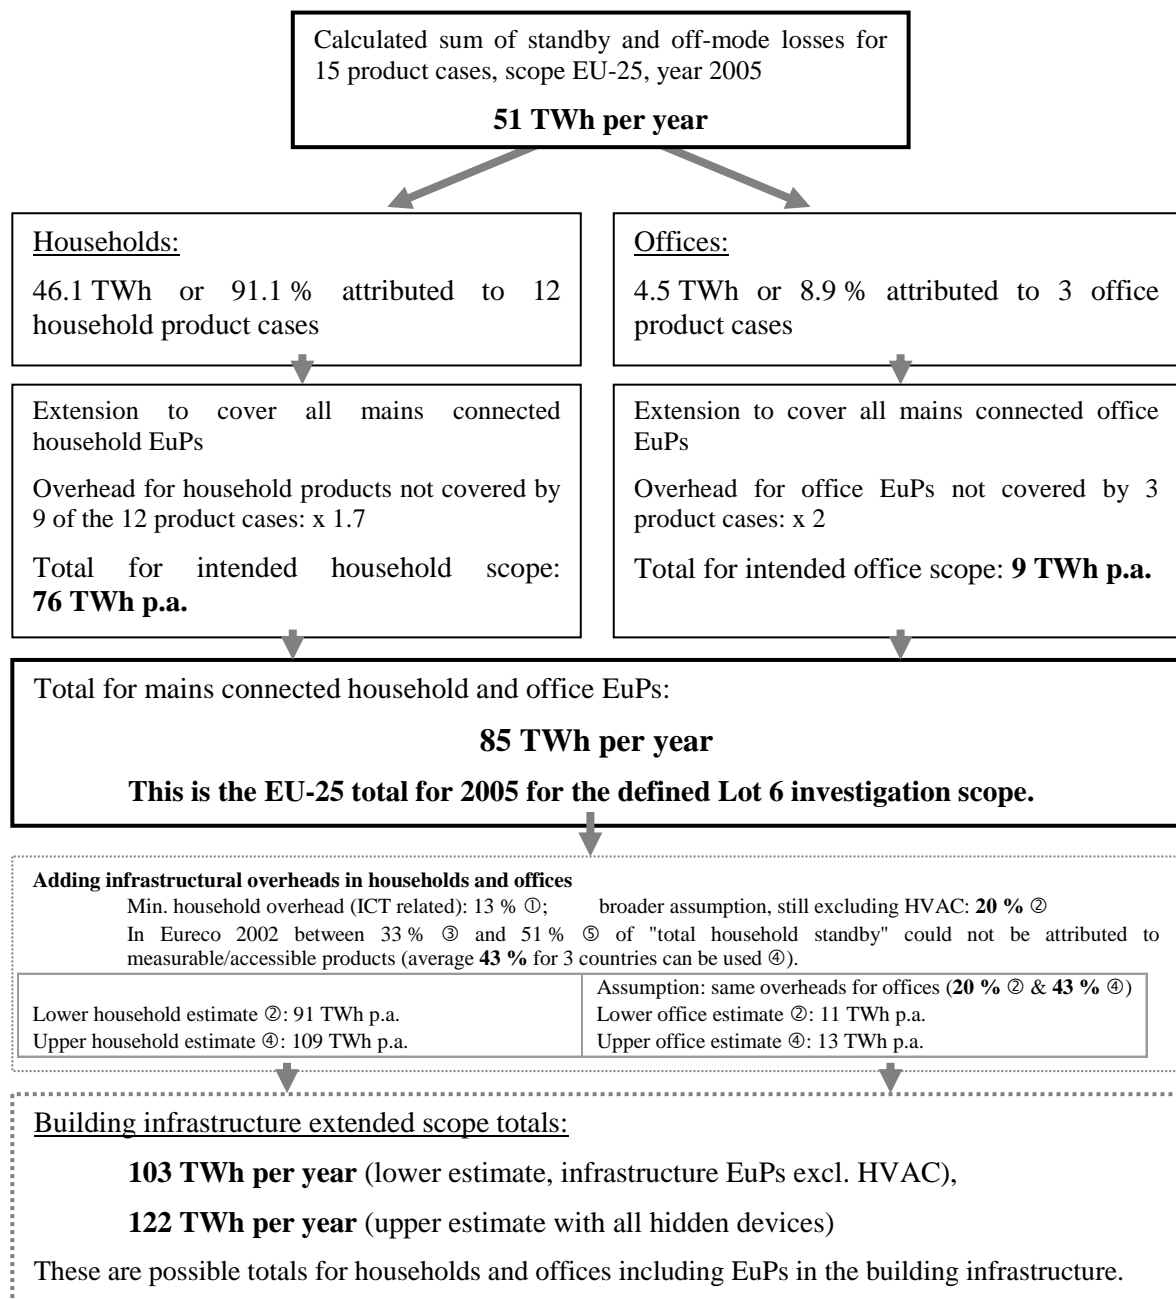 Calculated sum of standby and off-mode losses for
15 product cases, scope EU-25, year 2005
51 TWh per year
Households:
46.1 TWh or 91.1 % attributed to 12
household product cases
Offices:
4.5 TWh or 8.9 % attributed to 3 office
product cases
Extension to cover all mains connected
household EuPs
Overhead for household products not covered by
9 of the 12 product cases: x 1.7
Total for intended household scope:
76 TWh p.a.
Extension to cover all mains connected office
EuPs
Overhead for office EuPs not covered by 3
product cases: x 2
Total for intended office scope: 9 TWh p.a.
Total for mains connected household and office EuPs:
85 TWh per year
This is the EU-25 total for 2005 for the defined Lot 6 investigation scope.
Adding infrastructural overheads in households and offices
Min. household overhead (ICT related): 13 % ①; broader assumption, still excluding HVAC: 20 % ②
In Eureco 2002 between 33 % ③ and 51 % ⑤ of "total household standby" could not be attributed to
measurable/accessible products (average 43 % for 3 countries can be used ④).
Lower household estimate ②: 91 TWh p.a.
Upper household estimate ④: 109 TWh p.a.
Assumption: same overheads for offices (20 % ② & 43 % ④)
Lower office estimate ②: 11 TWh p.a.
Upper office estimate ④: 13 TWh p.a.
Building infrastructure extended scope totals:
103 TWh per year (lower estimate, infrastructure EuPs excl. HVAC),
122 TWh per year (upper estimate with all hidden devices)
These are possible totals for households and offices including EuPs in the building infrastructure.